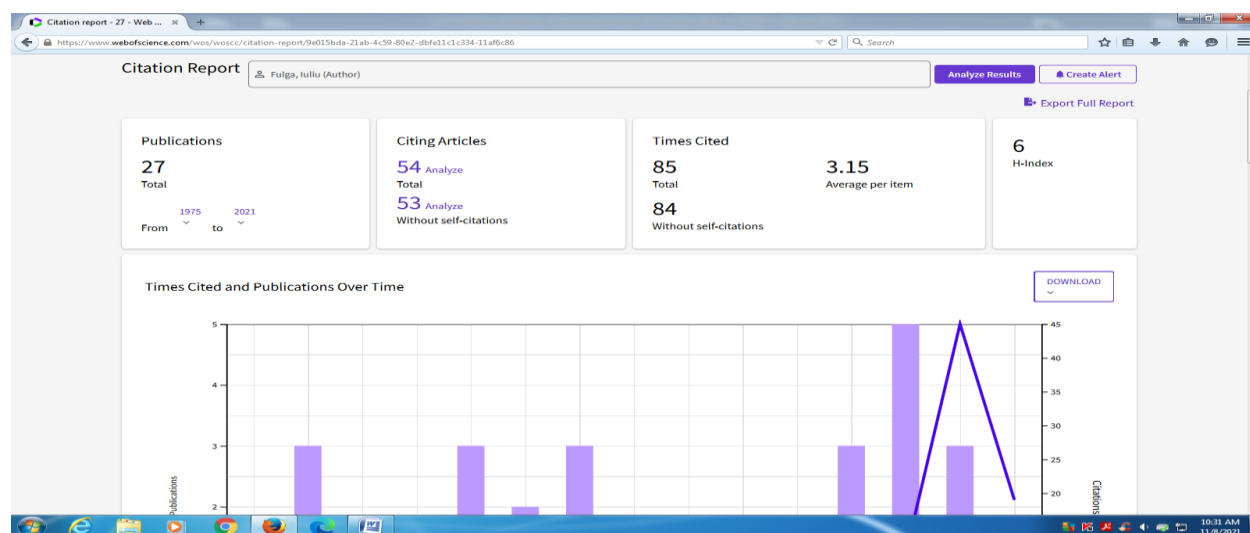 Citation report - 27 - Web ...
https://www.webofscience.com/wos/woscc/citation-report/9e015bda-21ab-4c59-80e2-dbfe11c1c334-11af6c86
Search
Citation Report
Fulga, Iuliu (Author)
Analyze Results
Create Alert
Export Full Report
Publications
27
Total
1975 2021
From to
Citing Articles
54 Analyze
Total
53 Analyze
Without self-citations
Times Cited
85
Total
3.15
Average per item
84
Without self-citations
6
H-Index
Times Cited and Publications Over Time
DOWNLOAD
5
4
3
2
Publications
45
40
35
30
25
20
Citations
10:31 AM
11/8/2021